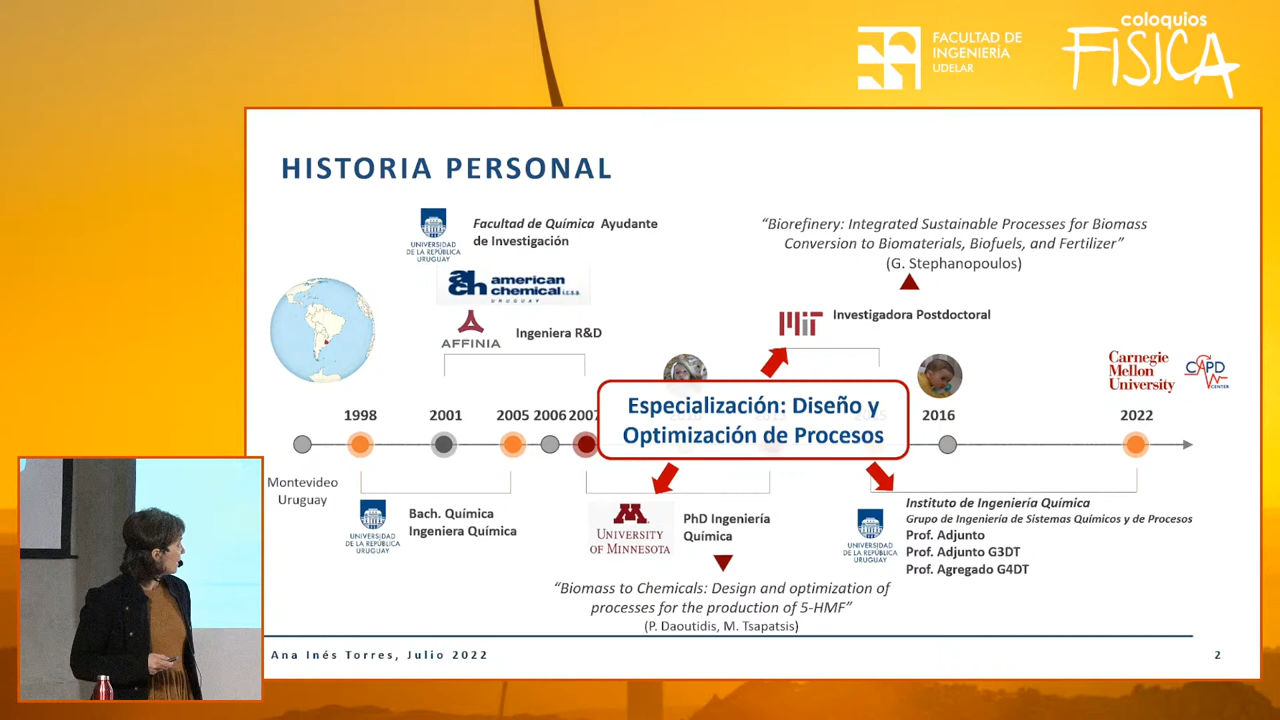 FACULTAD DE
INGENIERÍA
UDELAR
coloquios
FÍSICA
HISTORIA PERSONAL
UNIVERSIDAD
DE LA REPÚBLICA
URUGUAY
Facultad de Química Ayudante
de Investigación
american
chemical i.c.s.a.
URUGUAY
AFFINIA
Ingeniera R&D
“Biorefinery: Integrated Sustainable Processes for Biomass
Conversion to Biomaterials, Biofuels, and Fertilizer”
(G. Stephanopoulos)
MIT
Investigadora Postdoctoral
Carnegie
Mellon
University
CAPD
CENTER
1998
2001
2005
2006
2007
2016
2022
Especialización: Diseño y
Optimización de Procesos
Montevideo
Uruguay
UNIVERSIDAD
DE LA REPÚBLICA
URUGUAY
Bach. Química
Ingeniera Química
UNIVERSITY
OF MINNESOTA
PhD Ingeniería
Química
“Biomass to Chemicals: Design and optimization of
processes for the production of 5-HMF”
(P. Daoutidis, M. Tsapatsis)
UNIVERSIDAD
DE LA REPÚBLICA
URUGUAY
Instituto de Ingeniería Química
Grupo de Ingeniería de Sistemas Químicos y de Procesos
Prof. Adjunto
Prof. Adjunto G3DT
Prof. Agregado G4DT
Ana Inés Torres, Julio 2022
2